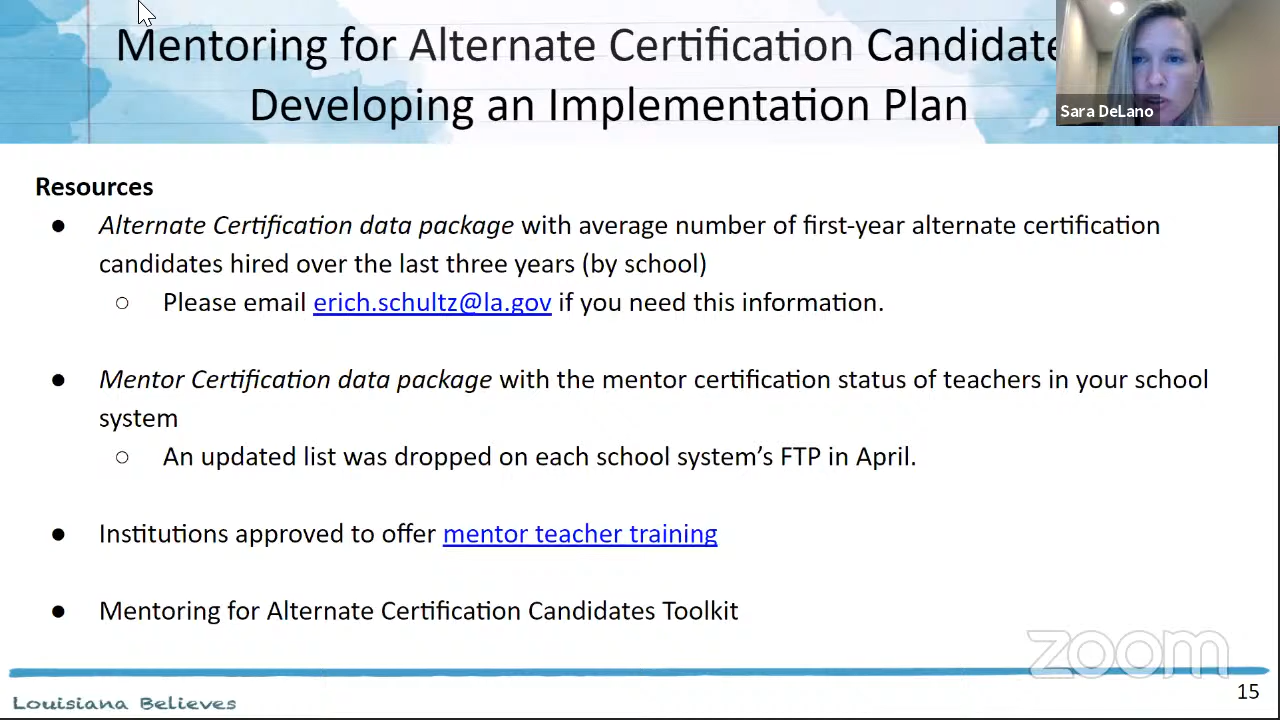 Mentoring for Alternate Certification Candidate
Developing an Implementation Plan
Sara DeLano
Resources
● Alternate Certification data package with average number of first-year alternate certification
candidates hired over the last three years (by school)
○ Please email erich.schultz@la.gov if you need this information.
● Mentor Certification data package with the mentor certification status of teachers in your school
system
○ An updated list was dropped on each school system’s FTP in April.
● Institutions approved to offer mentor teacher training
● Mentoring for Alternate Certification Candidates Toolkit
zoom
15
Louisiana Believes